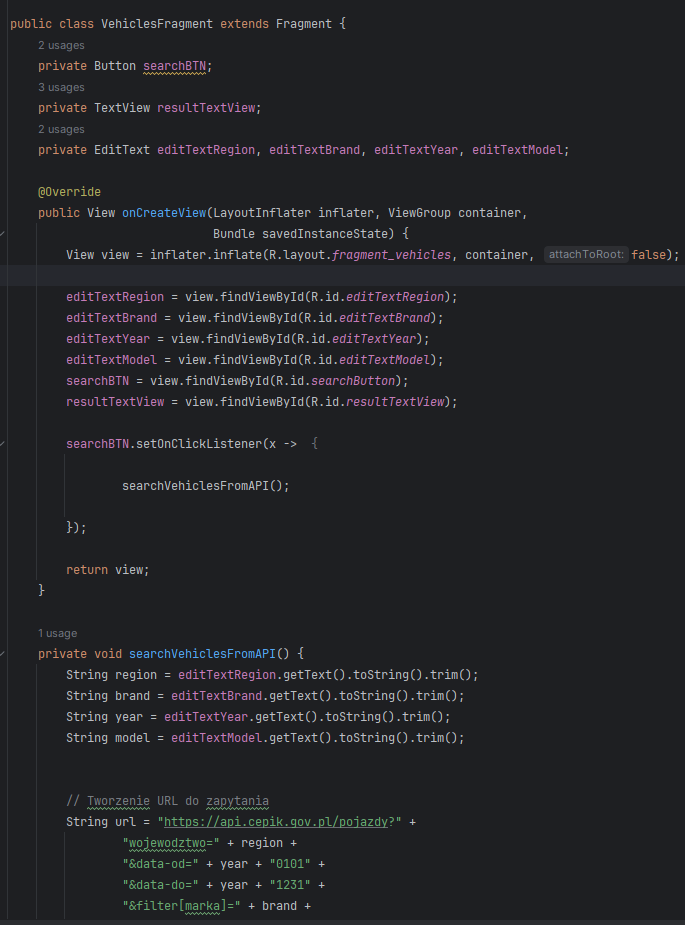 public class VehiclesFragment extends Fragment {
2 usages
private Button searchBTN;
3 usages
private TextView resultTextView;
2 usages
private EditText editTextRegion, editTextBrand, editTextYear, editTextModel;
@Override
public View onCreateView(LayoutInflater inflater, ViewGroup container,
Bundle savedInstanceState) {
View view = inflater.inflate(R.layout.fragment_vehicles, container, attachToRoot: false);
editTextRegion = view.findViewById(R.id.editTextRegion);
editTextBrand = view.findViewById(R.id.editTextBrand);
editTextYear = view.findViewById(R.id.editTextYear);
editTextModel = view.findViewById(R.id.editTextModel);
searchBTN = view.findViewById(R.id.searchButton);
resultTextView = view.findViewById(R.id.resultTextView);
searchBTN.setOnClickListener(x -> {
searchVehiclesFromAPI();
});
return view;
}
1 usage
private void searchVehiclesFromAPI() {
String region = editTextRegion.getText().toString().trim();
String brand = editTextBrand.getText().toString().trim();
String year = editTextYear.getText().toString().trim();
String model = editTextModel.getText().toString().trim();
// Tworzenie URL do zapytania
String url = "https://api.cepik.gov.pl/pojazdy?" +
"wojewodztwo=" + region +
"&data-od=" + year + "0101" +
"&data-do=" + year + "1231" +
"&filter[marka]=" + brand +